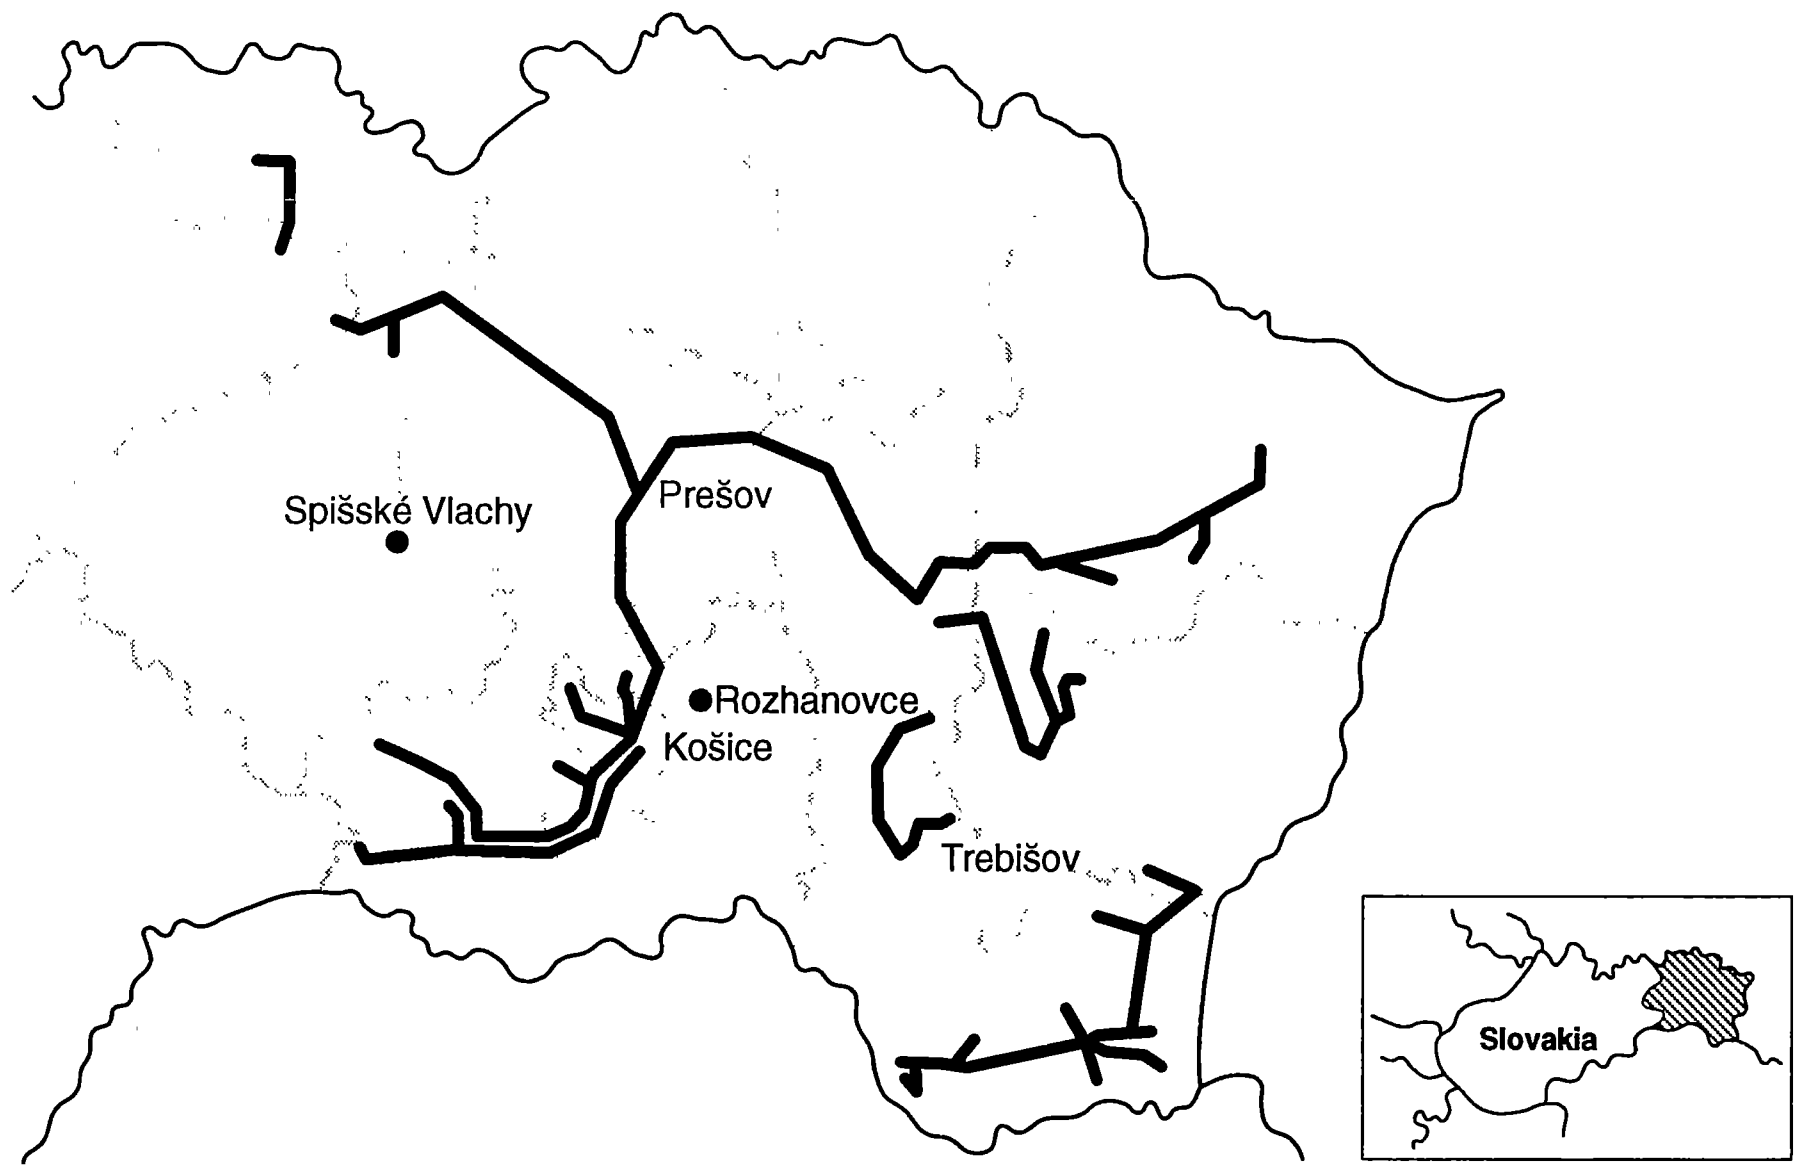 Prešov
Spišské Vlachy
Rozhanovce
Košice
Trebišov
Slovakia